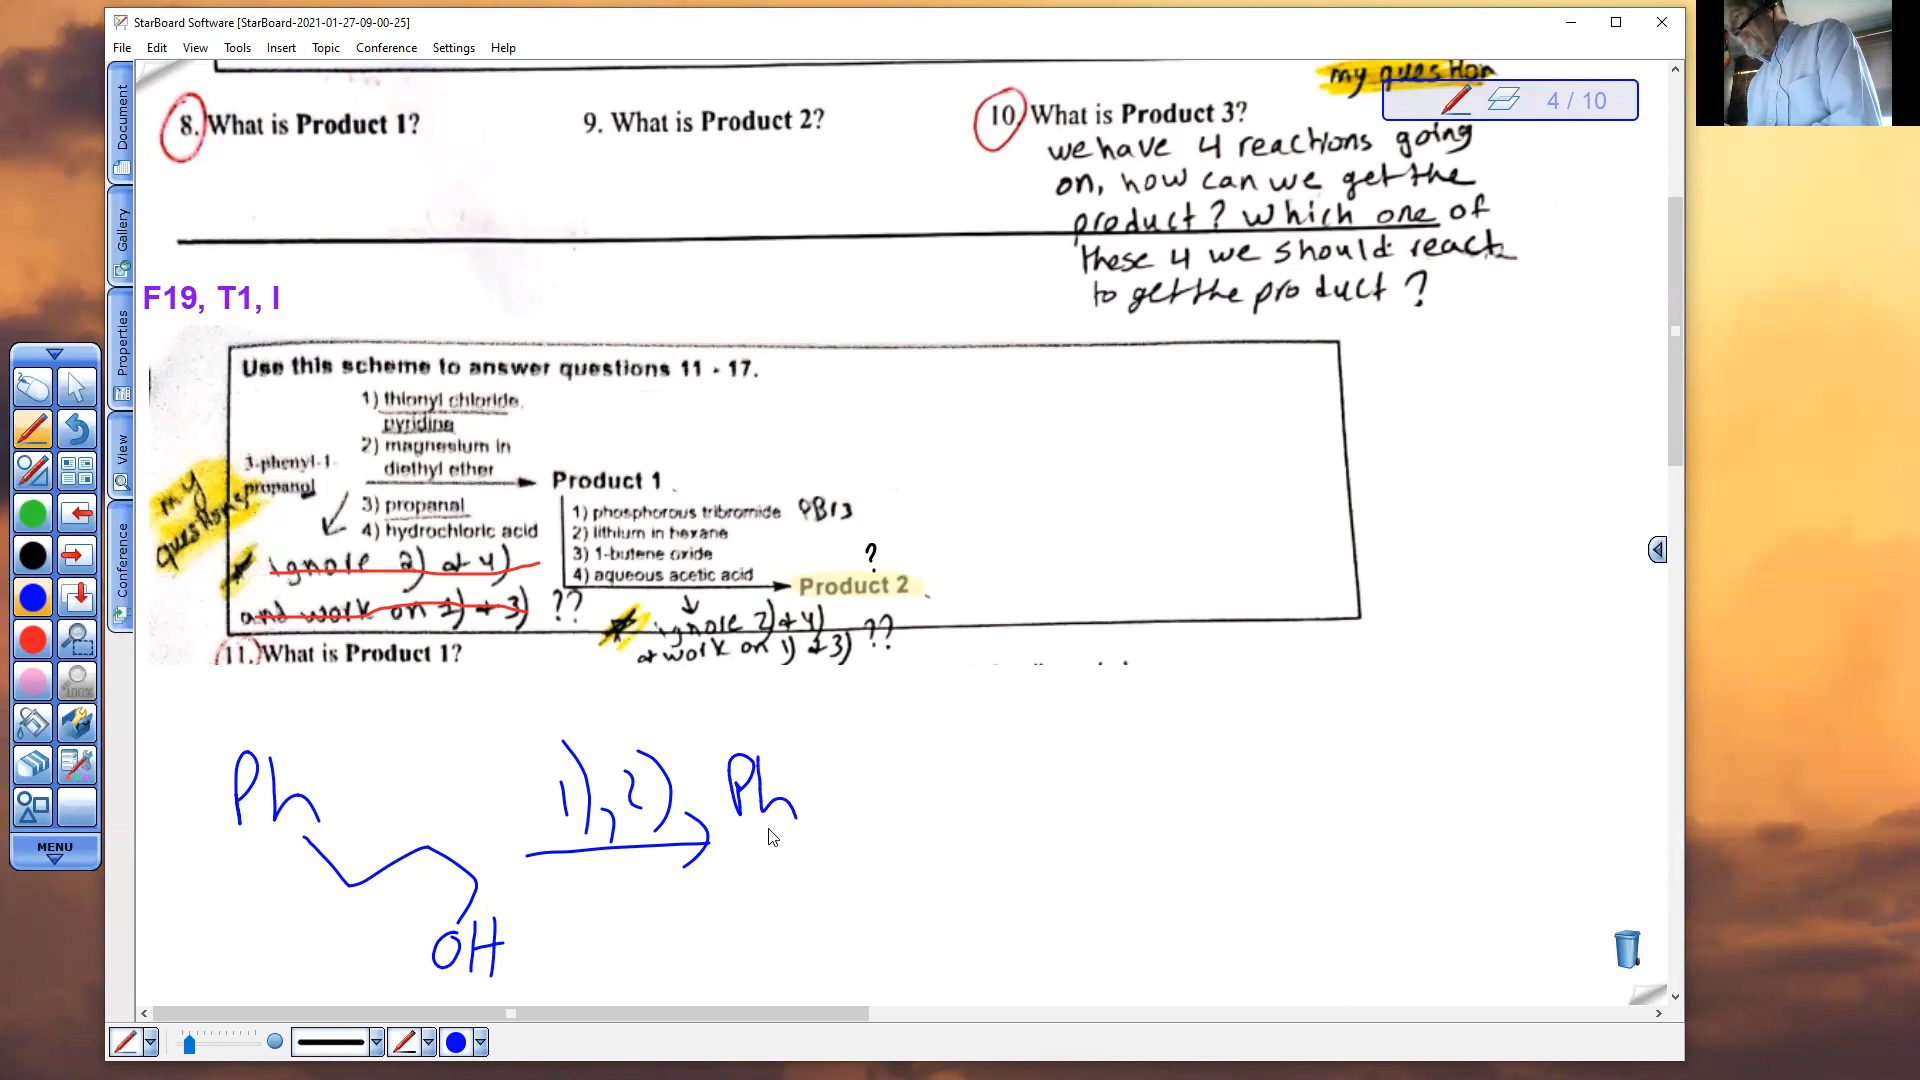 StarBoard Software [StarBoard-2021-01-27-09-00-25]
File Edit View Tools Insert Topic Conference Settings Help
Document
Gallery
Properties
View
Conference
my question
4 / 10
8. What is Product 1?
9. What is Product 2?
10. What is Product 3?
we have 4 reactions going
on, how can we get the
product? Which one of
these 4 we should react
to get the product?
F19, T1, I
Use this scheme to answer questions 11 - 17.
1) thionyl chloride,
pyridine
2) magnesium in
diethyl ether
3-phenyl-1-
propanol
Product 1
3) propanal
4) hydrochloric acid
my
questions
1) phosphorous tribromide PBr3
2) lithium in hexane
3) 1-butene oxide
4) aqueous acetic acid
?
Product 2
ignore 2) at 4)
and work on 1) + 3) ??
ignore 2) + 4)
at work on 1) + 3) ??
11. What is Product 1?
Ph
OH
1), 2),
Ph
MENU
100%